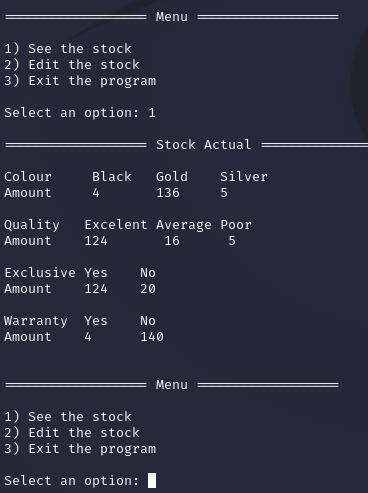 ================== Menu ==================
1) See the stock
2) Edit the stock
3) Exit the program
Select an option: 1
================== Stock Actual ==============
Colour     Black   Gold    Silver
Amount     4       136     5
Quality   Excelent Average Poor
Amount    124       16      5
Exclusive Yes    No
Amount    124    20
Warranty  Yes    No
Amount    4      140
================== Menu ==================
1) See the stock
2) Edit the stock
3) Exit the program
Select an option: